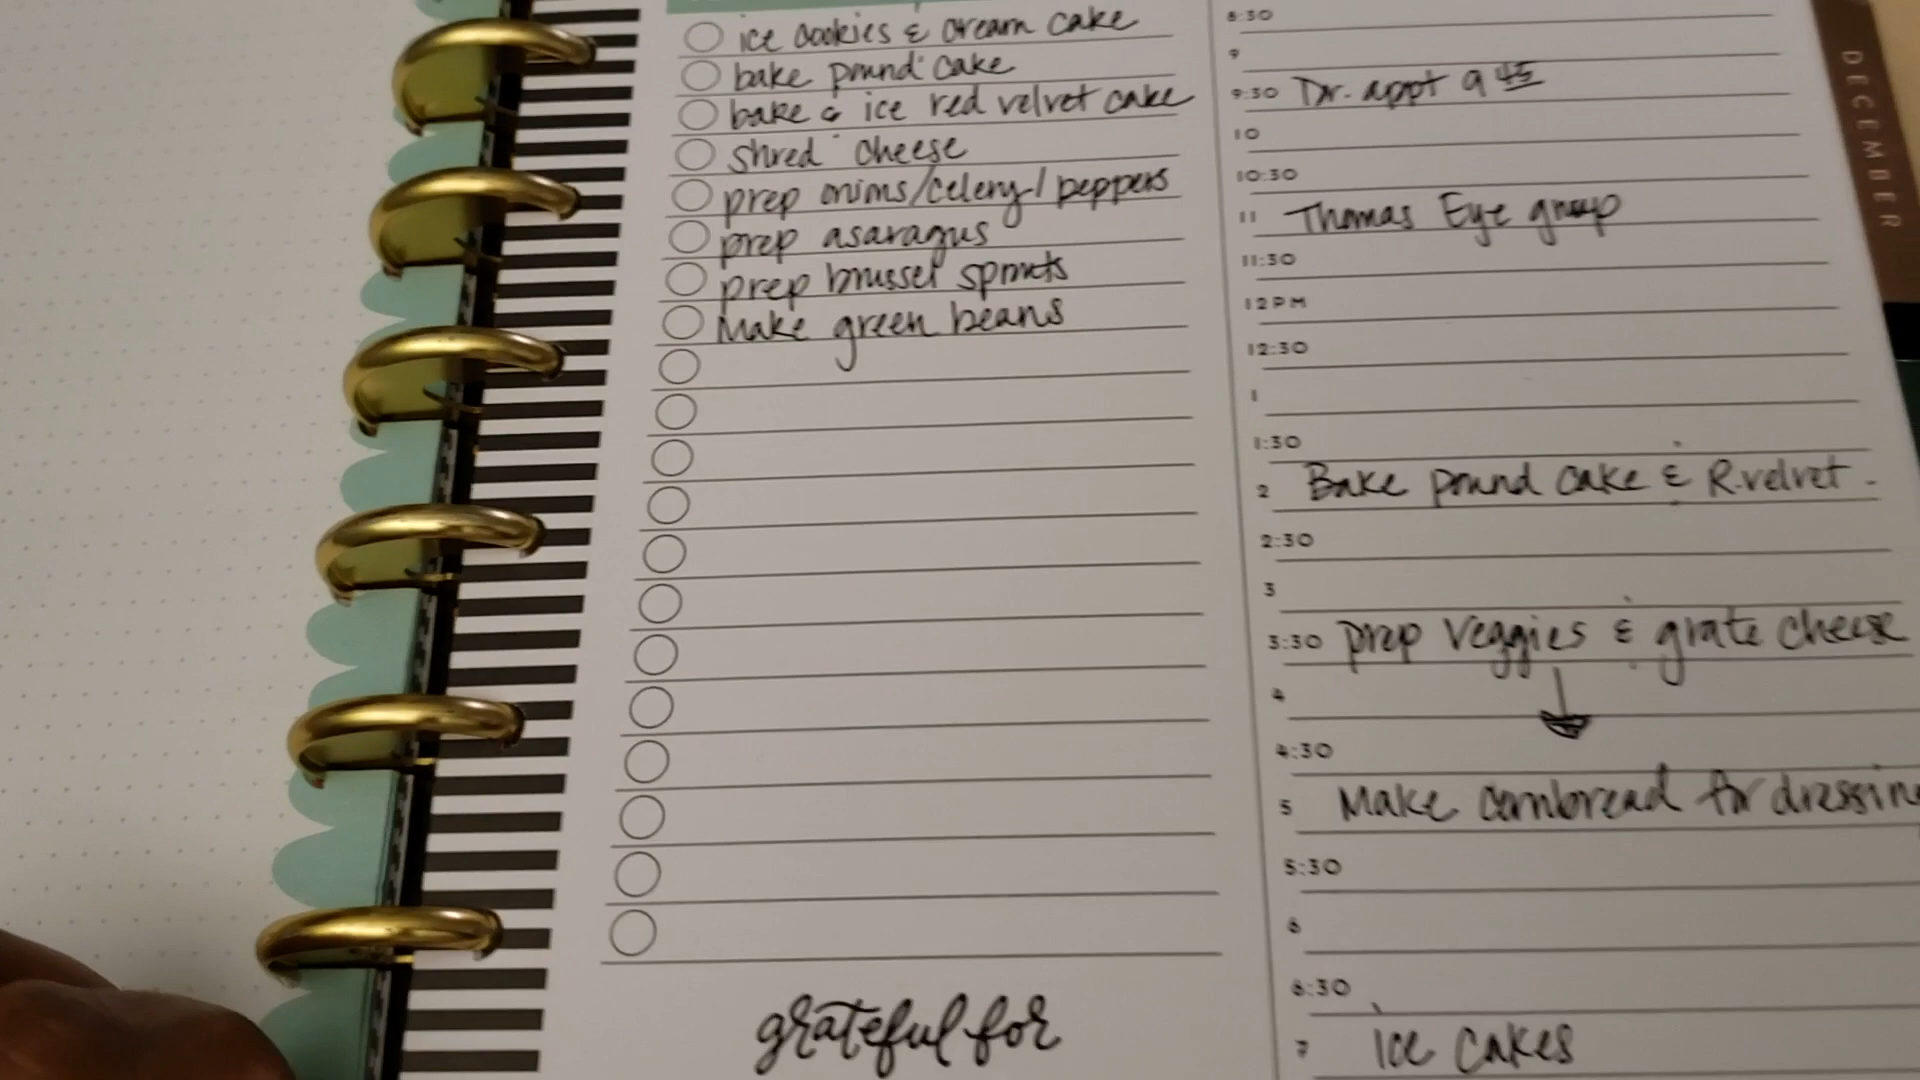 ice cookies & cream cake
bake pound cake
bake & ice red velvet cake
shred cheese
prep onions/celery/peppers
prep asaragus
prep brussel sprouts
Make green beans
grateful for
8:30
9
9:30 Dr. appt 9 45
10
10:30
11 Thomas Eye group
11:30
12PM
12:30
1
1:30
2 Bake pound cake & R.velvet.
2:30
3
3:30 prep veggies & grate cheese
4
4:30
5 Make cornbread for dressin
5:30
6
6:30
7 Ice cakes
DECEMBER